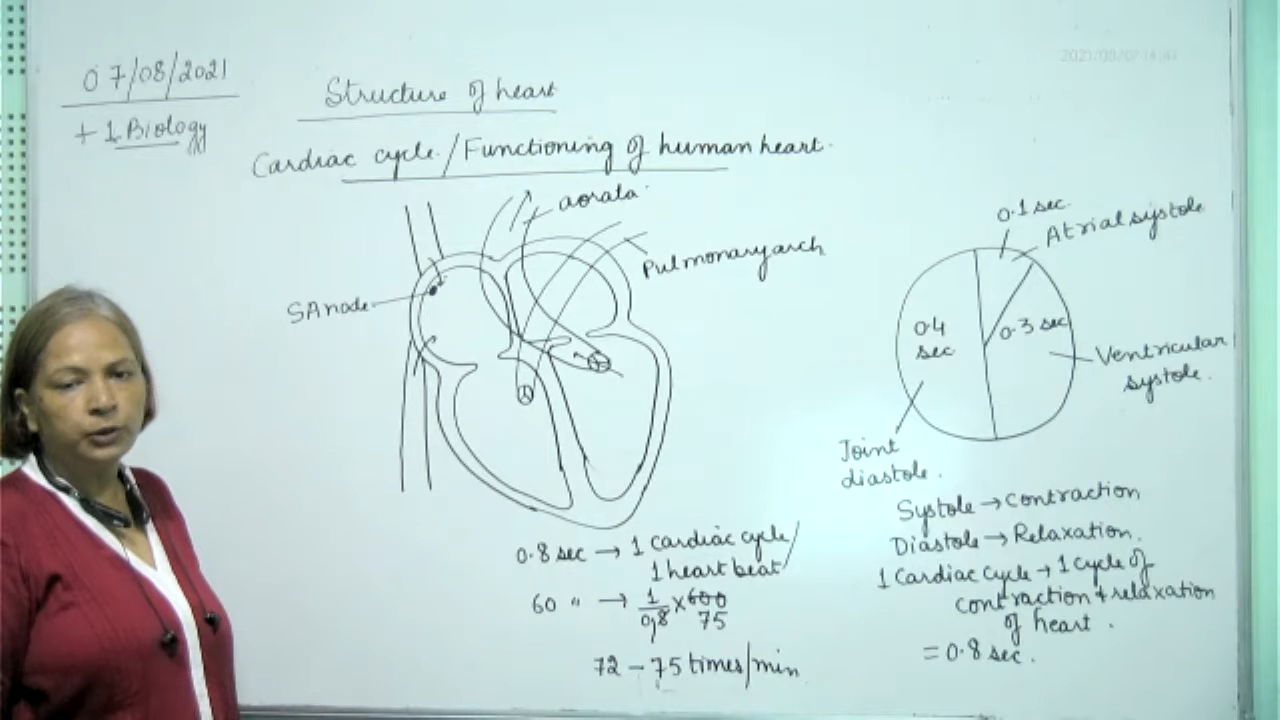 07/08/2021
+1 Biology
Structure of heart
Cardiac cycle / Functioning of human heart.
aorata
Pulmonary arch
SA node
0.1 sec.
Atrial systole
0.4
sec
0.3 sec
Ventricular
systole.
Joint
diastole.
Systole → Contraction
Diastole → Relaxation.
1 Cardiac Cycle → 1 cycle of
contraction & relaxation
of heart.
= 0.8 sec.
0.8 sec → 1 cardiac cycle/
1 heart beat/
60 " → 1/0.8 × 600
75
72 – 75 times/min